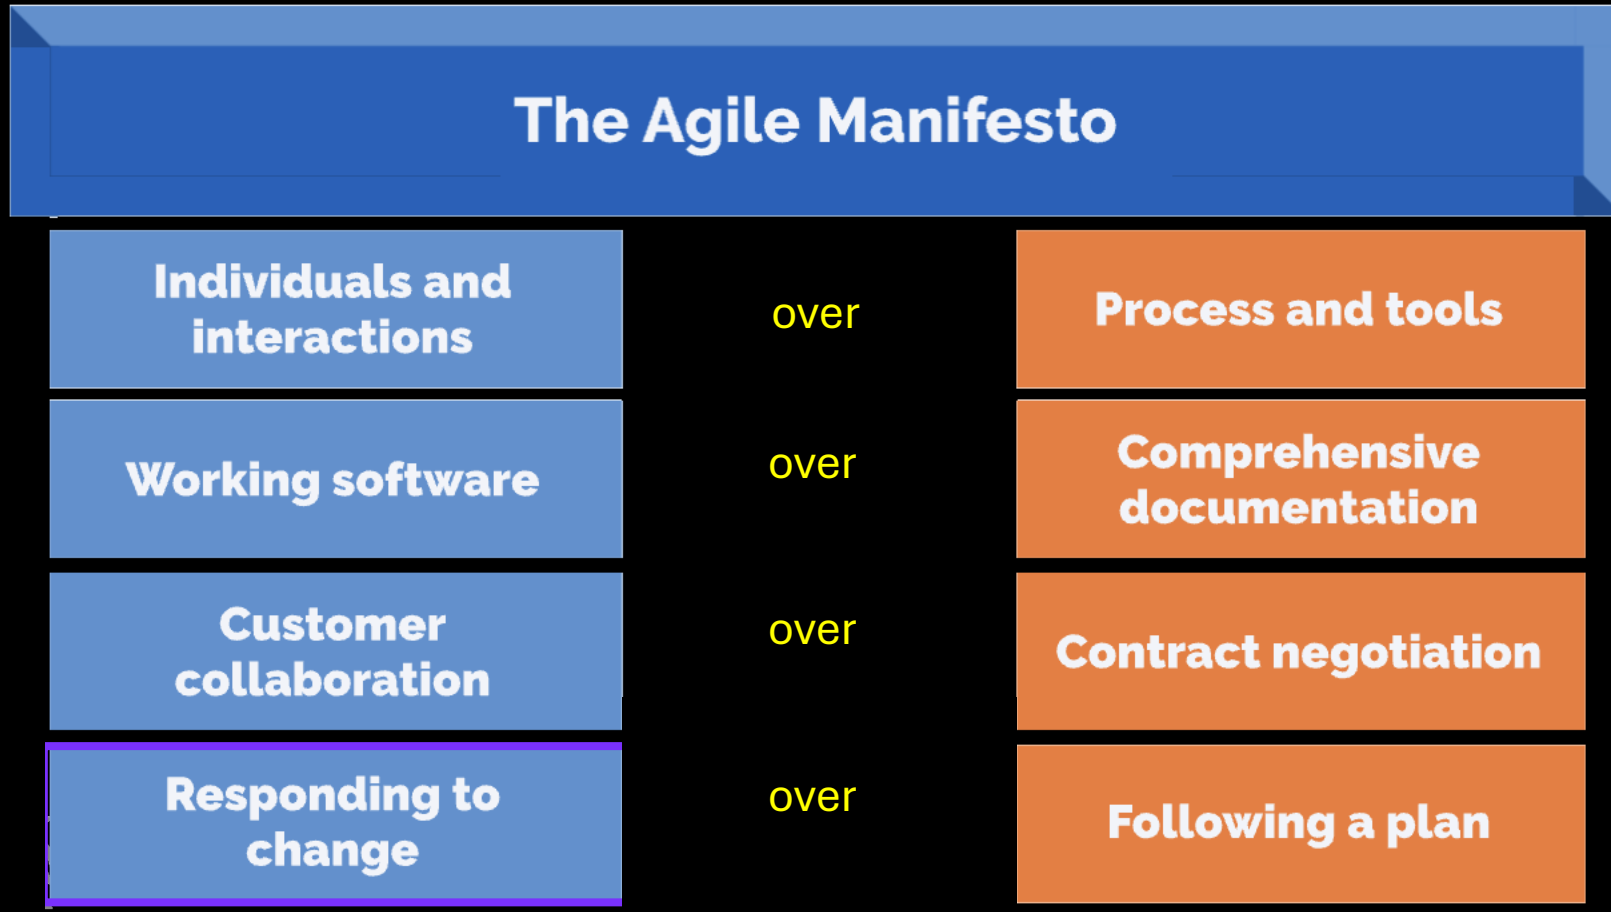 The Agile Manifesto
Individuals and
interactions
over
Process and tools
Working software
over
Comprehensive
documentation
Customer
collaboration
over
Contract negotiation
Responding to
change
over
Following a plan